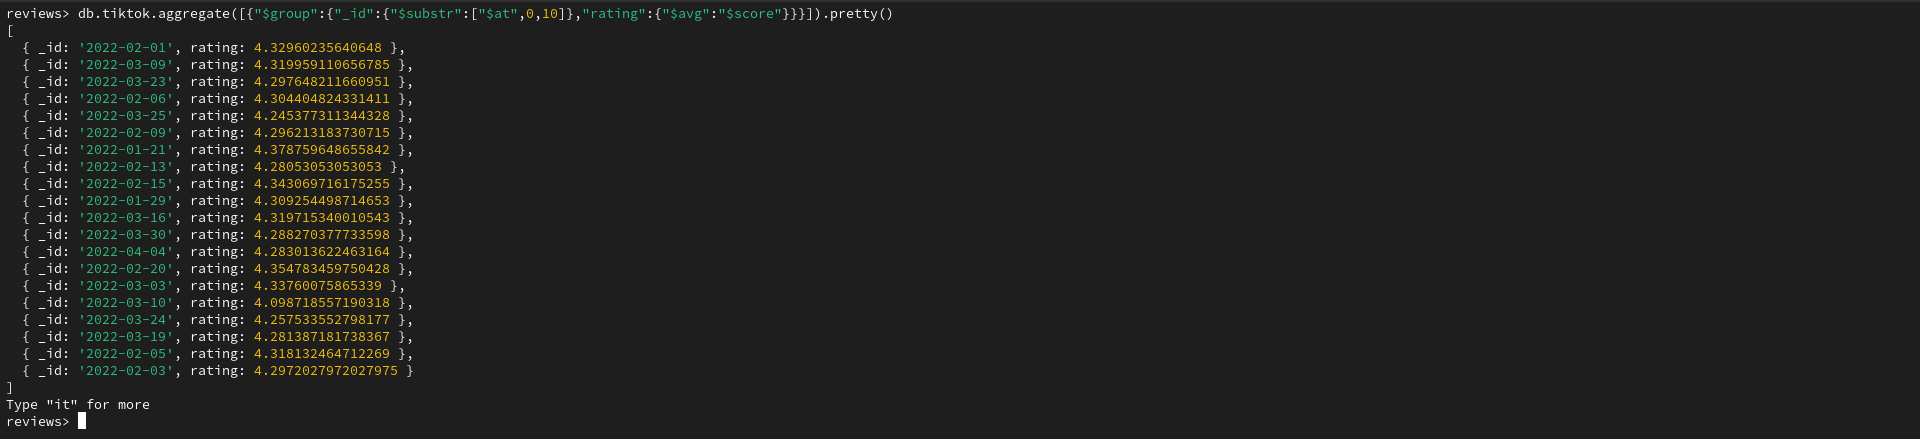 reviews> db.tiktok.aggregate([{"$group":{"_id":{"$substr":["$at",0,10]},"rating":{"$avg":"$score"}}}]).pretty()
[
  { _id: '2022-02-01', rating: 4.32960235640648 },
  { _id: '2022-03-09', rating: 4.319959110656785 },
  { _id: '2022-03-23', rating: 4.297648211660951 },
  { _id: '2022-02-06', rating: 4.304404824331411 },
  { _id: '2022-03-25', rating: 4.245377311344328 },
  { _id: '2022-02-09', rating: 4.296213183730715 },
  { _id: '2022-01-21', rating: 4.378759648655842 },
  { _id: '2022-02-13', rating: 4.28053053053053 },
  { _id: '2022-02-15', rating: 4.343069716175255 },
  { _id: '2022-01-29', rating: 4.309254498714653 },
  { _id: '2022-03-16', rating: 4.319715340010543 },
  { _id: '2022-03-30', rating: 4.288270377733598 },
  { _id: '2022-04-04', rating: 4.283013622463164 },
  { _id: '2022-02-20', rating: 4.354783459750428 },
  { _id: '2022-03-03', rating: 4.33760075865339 },
  { _id: '2022-03-10', rating: 4.098718557190318 },
  { _id: '2022-03-24', rating: 4.257533552798177 },
  { _id: '2022-03-19', rating: 4.281387181738367 },
  { _id: '2022-02-05', rating: 4.318132464712269 },
  { _id: '2022-02-03', rating: 4.2972027972027975 }
]
Type "it" for more
reviews>